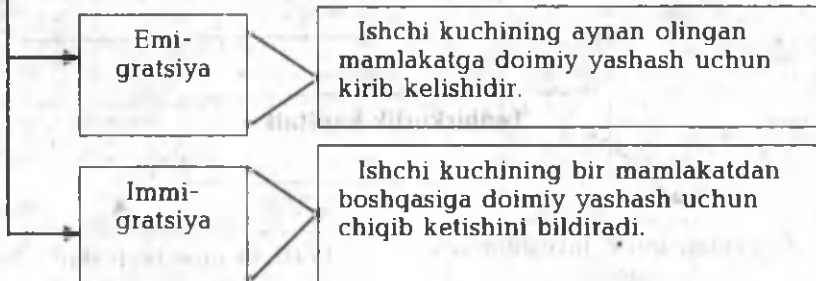 Emi-
gratsiya
Ishchi kuchining aynan olingan
mamlakatga doimiy yashash uchun
kirib kelishidir.
Immi-
gratsiya
Ishchi kuchining bir mamlakatdan
boshqasiga doimiy yashash uchun
chiqib ketishini bildiradi.